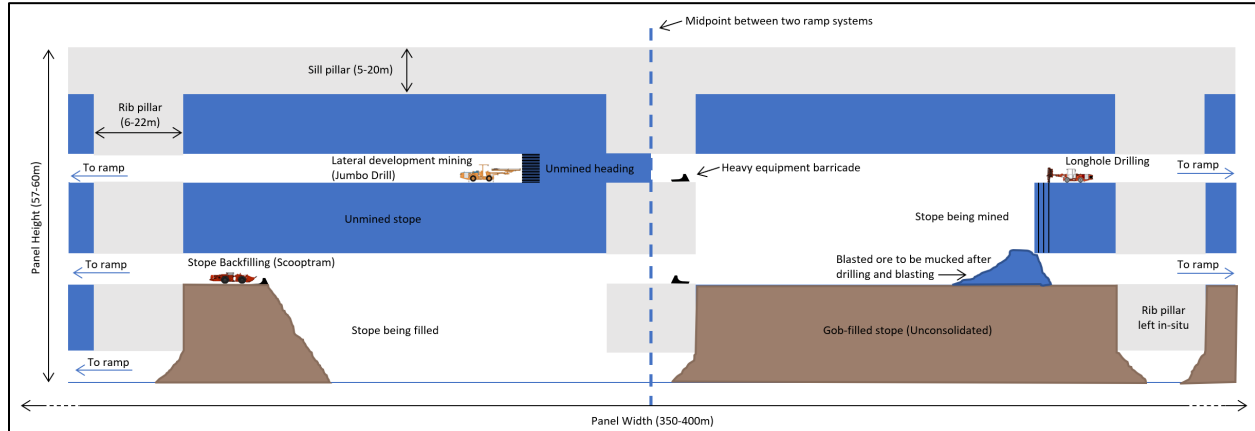 Midpoint between two ramp systems
Sill pillar (5-20m)
Rib pillar
(6-22m)
Panel Height (57-60m)
To ramp
Lateral development mining
(Jumbo Drill)
Unmined heading
Heavy equipment barricade
Longhole Drilling
To ramp
Unmined stope
Stope being mined
To ramp
Stope Backfilling (Scooptram)
Blasted ore to be mucked after
drilling and blasting
To ramp
Stope being filled
Gob-filled stope (Unconsolidated)
Rib pillar
left in-situ
To ramp
Panel Width (350-400m)